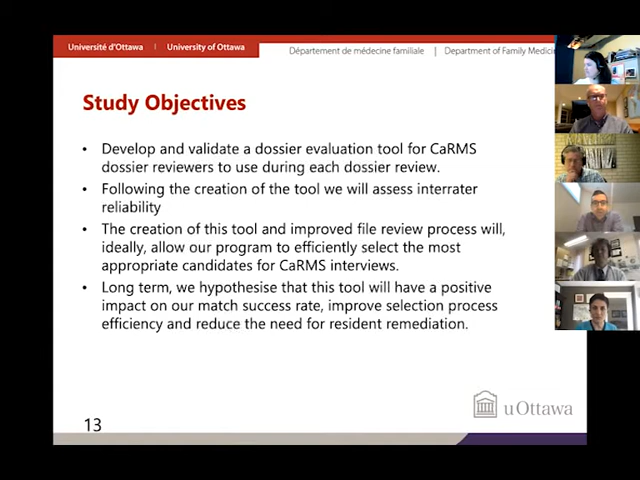 Université d'Ottawa | University of Ottawa
Département de médecine familiale | Department of Family Medicin
Study Objectives
• Develop and validate a dossier evaluation tool for CaRMS
dossier reviewers to use during each dossier review.
• Following the creation of the tool we will assess interrater
reliability
• The creation of this tool and improved file review process will,
ideally, allow our program to efficiently select the most
appropriate candidates for CaRMS interviews.
• Long term, we hypothesise that this tool will have a positive
impact on our match success rate, improve selection process
efficiency and reduce the need for resident remediation.
uOttawa
13